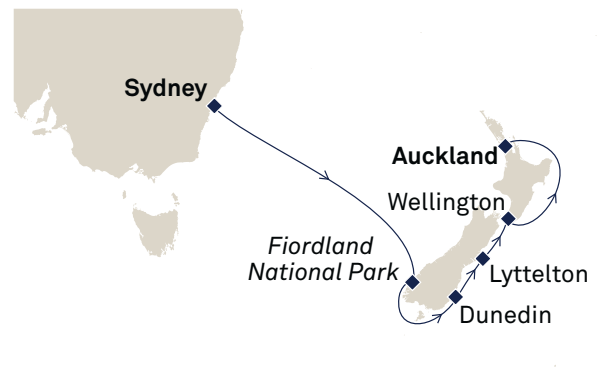 Sydney
Auckland
Wellington
Fiordland
National Park
Lyttelton
Dunedin